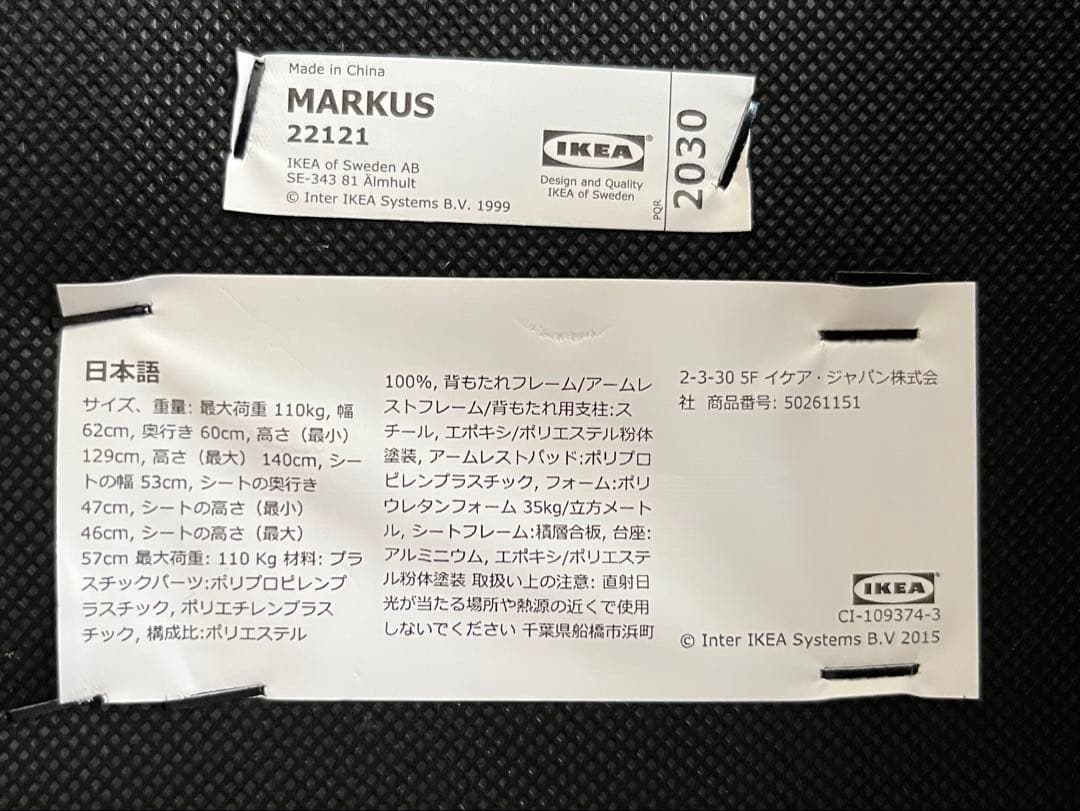 Made in China
MARKUS
22121
IKEA of Sweden AB
SE-343 81 Älmhult
© Inter IKEA Systems B.V. 1999
IKEA®
Design and Quality
IKEA of Sweden
PQR
2030
日本語
サイズ、重量: 最大荷重 110kg, 幅
62cm, 奥行き 60cm, 高さ（最小）
129cm, 高さ（最大） 140cm, シー
トの幅 53cm, シートの奥行き
47cm, シートの高さ（最小）
46cm, シートの高さ（最大）
57cm 最大荷重: 110 Kg 材料: プラ
スチックパーツ:ポリプロピレンプ
ラスチック, ポリエチレンプラス
チック, 構成比:ポリエステル
100%, 背もたれフレーム/アームレ
ストフレーム/背もたれ用支柱:ス
チール, エポキシ/ポリエステル粉体
塗装, アームレストパッド:ポリプロ
ピレンプラスチック, フォーム:ポリ
ウレタンフォーム 35kg/立方メート
ル, シートフレーム:積層合板, 台座:
アルミニウム, エポキシ/ポリエステ
ル粉体塗装 取扱い上の注意: 直射日
光が当たる場所や熱源の近くで使用
しないでください 千葉県船橋市浜町
2-3-30 5F イケア・ジャパン株式会
社 商品番号: 50261151
IKEA®
CI-109374-3
© Inter IKEA Systems B.V 2015